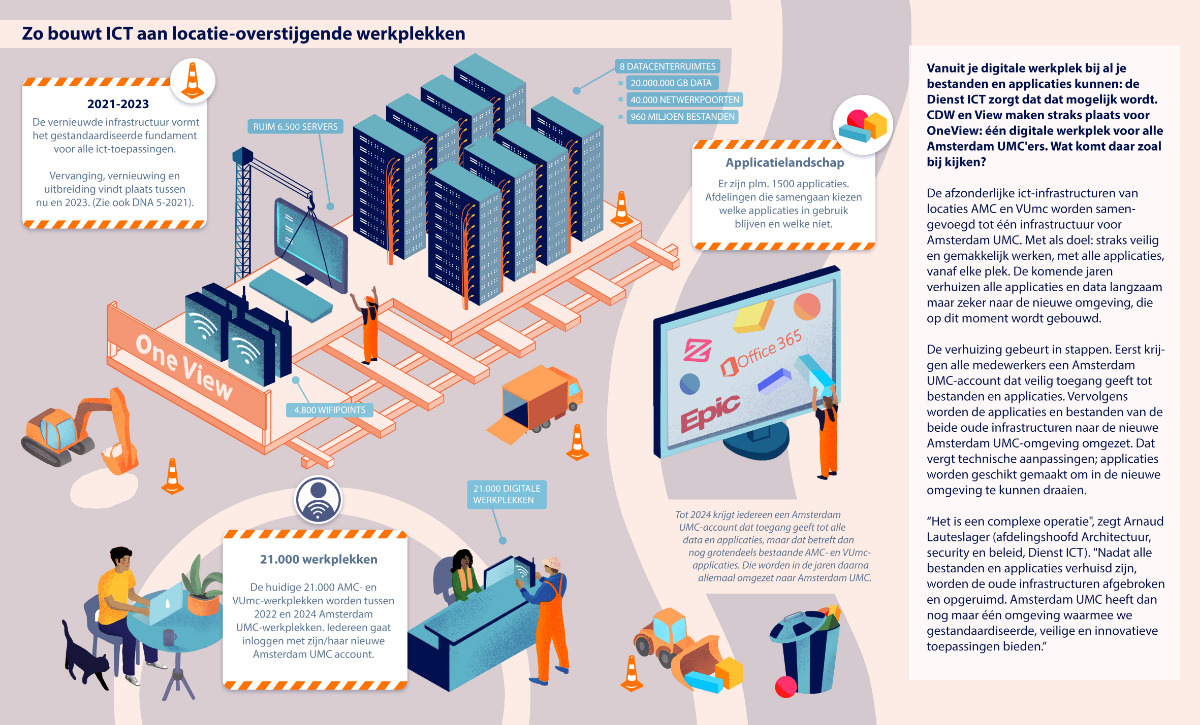 Zo bouwt ICT aan locatie-overstijgende werkplekken
2021-2023
De vernieuwde infrastructuur vormt
het gestandaardiseerde fundament
voor alle ict-toepassingen.
Vervanging, vernieuwing en
uitbreiding vindt plaats tussen
nu en 2023. (Zie ook DNA 5-2021).
RUIM 6.500 SERVERS
8 DATACENTERRUIMTES
20.000.000 GB DATA
40.000 NETWERKPOORTEN
960 MILJOEN BESTANDEN
Applicatielandschap
Er zijn plm. 1500 applicaties.
Afdelingen die samengaan kiezen
welke applicaties in gebruik
blijven en welke niet.
One View
4.800 WIFIPOINTS
Office 365
Epic
21.000 DIGITALE
WERKPLEKKEN
21.000 werkplekken
De huidige 21.000 AMC- en
VUmc-werkplekken worden tussen
2022 en 2024 Amsterdam
UMC-werkplekken. Iedereen gaat
inloggen met zijn/haar nieuwe
Amsterdam UMC account.
Tot 2024 krijgt iedereen een Amsterdam
UMC-account dat toegang geeft tot alle
data en applicaties, maar dat betreft dan
nog grotendeels bestaande AMC- en VUmc-
applicaties. Die worden in de jaren daarna
allemaal omgezet naar Amsterdam UMC.
Vanuit je digitale werkplek bij al je
bestanden en applicaties kunnen: de
Dienst ICT zorgt dat dat mogelijk wordt.
CDW en View maken straks plaats voor
OneView: één digitale werkplek voor alle
Amsterdam UMC'ers. Wat komt daar zoal
bij kijken?
De afzonderlijke ict-infrastructuren van
locaties AMC en VUmc worden samen-
gevoegd tot één infrastructuur voor
Amsterdam UMC. Met als doel: straks veilig
en gemakkelijk werken, met alle applicaties,
vanaf elke plek. De komende jaren
verhuizen alle applicaties en data langzaam
maar zeker naar de nieuwe omgeving, die
op dit moment wordt gebouwd.
De verhuizing gebeurt in stappen. Eerst krij-
gen alle medewerkers een Amsterdam
UMC-account dat veilig toegang geeft tot
bestanden en applicaties. Vervolgens
worden de applicaties en bestanden van de
beide oude infrastructuren naar de nieuwe
Amsterdam UMC-omgeving omgezet. Dat
vergt technische aanpassingen; applicaties
worden geschikt gemaakt om in de nieuwe
omgeving te kunnen draaien.
“Het is een complexe operatie", zegt Arnaud
Lauteslager (afdelingshoofd Architectuur,
security en beleid, Dienst ICT). "Nadat alle
bestanden en applicaties verhuisd zijn,
worden de oude infrastructuren afgebroken
en opgeruimd. Amsterdam UMC heeft dan
nog maar één omgeving waarmee we
gestandaardiseerde, veilige en innovatieve
toepassingen bieden.”